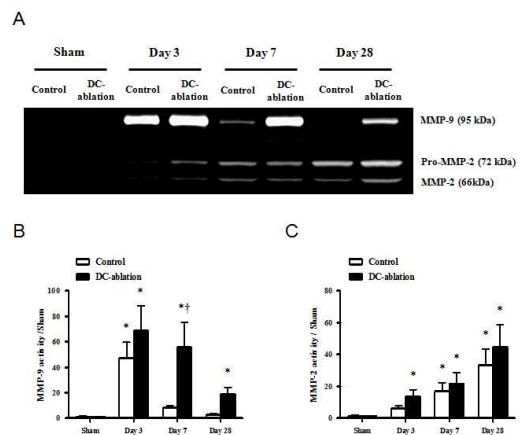 A
Sham Day 3 Day 7 Day 28
Control DC-ablation Control DC-ablation Control DC-ablation Control DC-ablation
MMP-9 (95 kDa)
Pro-MMP-2 (72 kDa)
MMP-2 (66kDa)
B
Control
DC-ablation
MMP-9 activity/Sham
100
80
60
40
20
0
* * *† *
Sham Day 3 Day 7 Day 28
C
Control
DC-ablation
MMP-2 activity / Sham
80
60
40
20
0
* * * * *
Sham Day 3 Day 7 Day 28